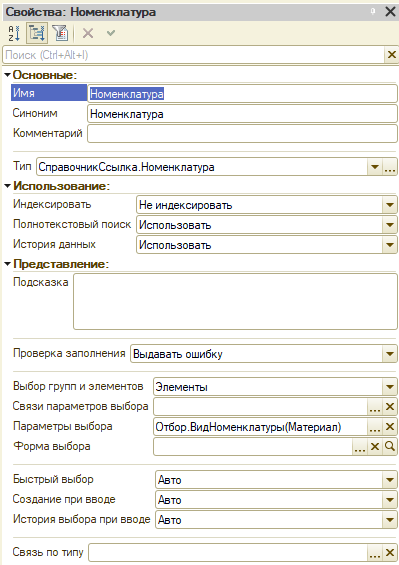 Свойства: Номенклатура
Поиск (Ctrl+Alt+I)
Основные:
Имя Номенклатура
Синоним Номенклатура
Комментарий
Тип СправочникСсылка.Номенклатура
Использование:
Индексировать Не индексировать
Полнотекстовый поиск Использовать
История данных Использовать
Представление:
Подсказка
Проверка заполнения Выдавать ошибку
Выбор групп и элементов Элементы
Связи параметров выбора
Параметры выбора Отбор.ВидНоменклатуры(Материал)
Форма выбора
Быстрый выбор Авто
Создание при вводе Авто
История выбора при вводе Авто
Связь по типу